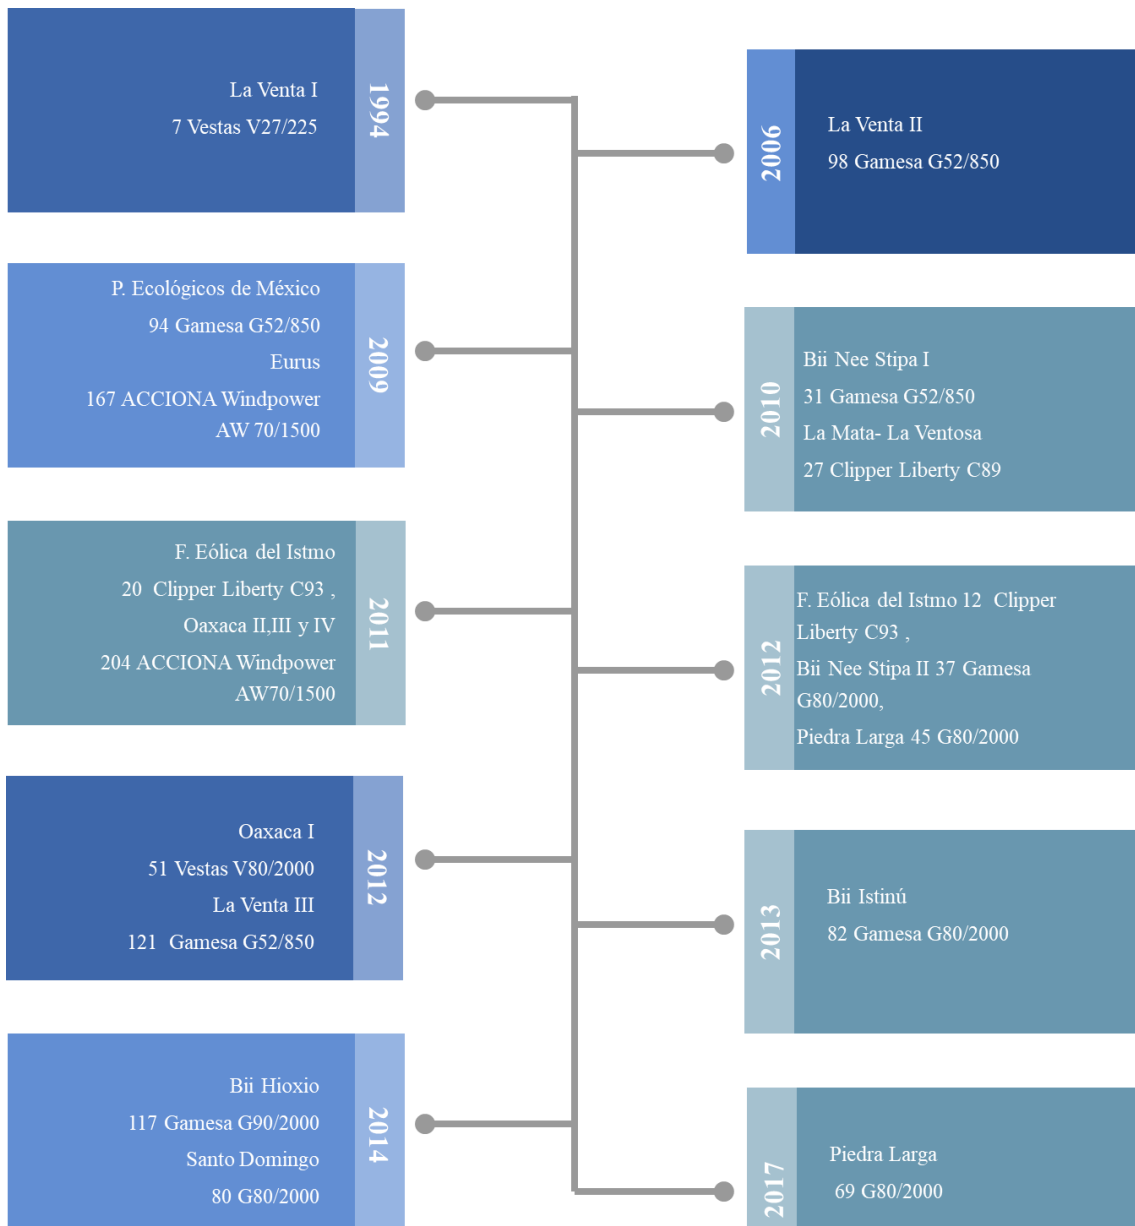 La Venta I
7 Vestas V27/225
1994
2006
La Venta II
98 Gamesa G52/850
P. Ecológicos de México
94 Gamesa G52/850
Eurus
167 ACCIONA Windpower
AW 70/1500
2009
2010
Bii Nee Stipa I
31 Gamesa G52/850
La Mata- La Ventosa
27 Clipper Liberty C89
F. Eólica del Istmo
20 Clipper Liberty C93 ,
Oaxaca II,III y IV
204 ACCIONA Windpower
AW70/1500
2011
2012
F. Eólica del Istmo 12 Clipper
Liberty C93 ,
Bii Nee Stipa II 37 Gamesa
G80/2000,
Piedra Larga 45 G80/2000
Oaxaca I
51 Vestas V80/2000
La Venta III
121 Gamesa G52/850
2012
2013
Bii Istinú
82 Gamesa G80/2000
Bii Hioxio
117 Gamesa G90/2000
Santo Domingo
80 G80/2000
2014
2017
Piedra Larga
69 G80/2000